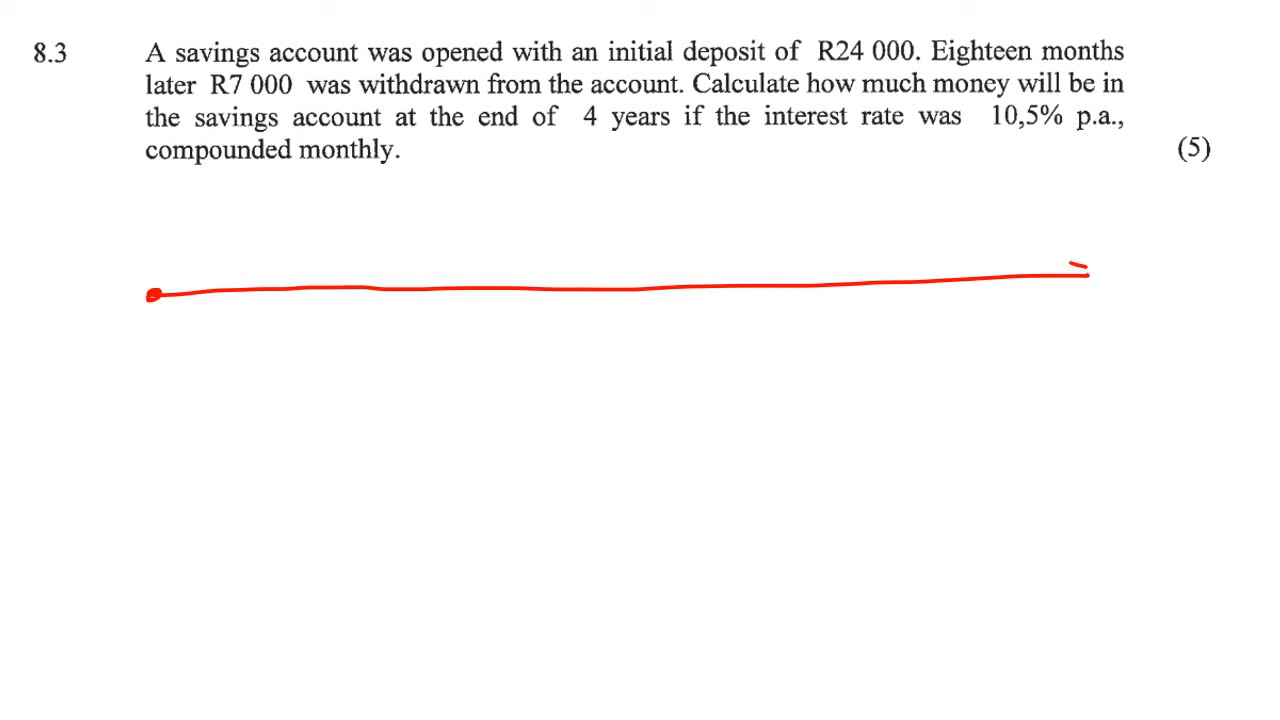 8.3 A savings account was opened with an initial deposit of R24 000. Eighteen months
later R7 000 was withdrawn from the account. Calculate how much money will be in
the savings account at the end of 4 years if the interest rate was 10,5% p.a.,
compounded monthly. (5)